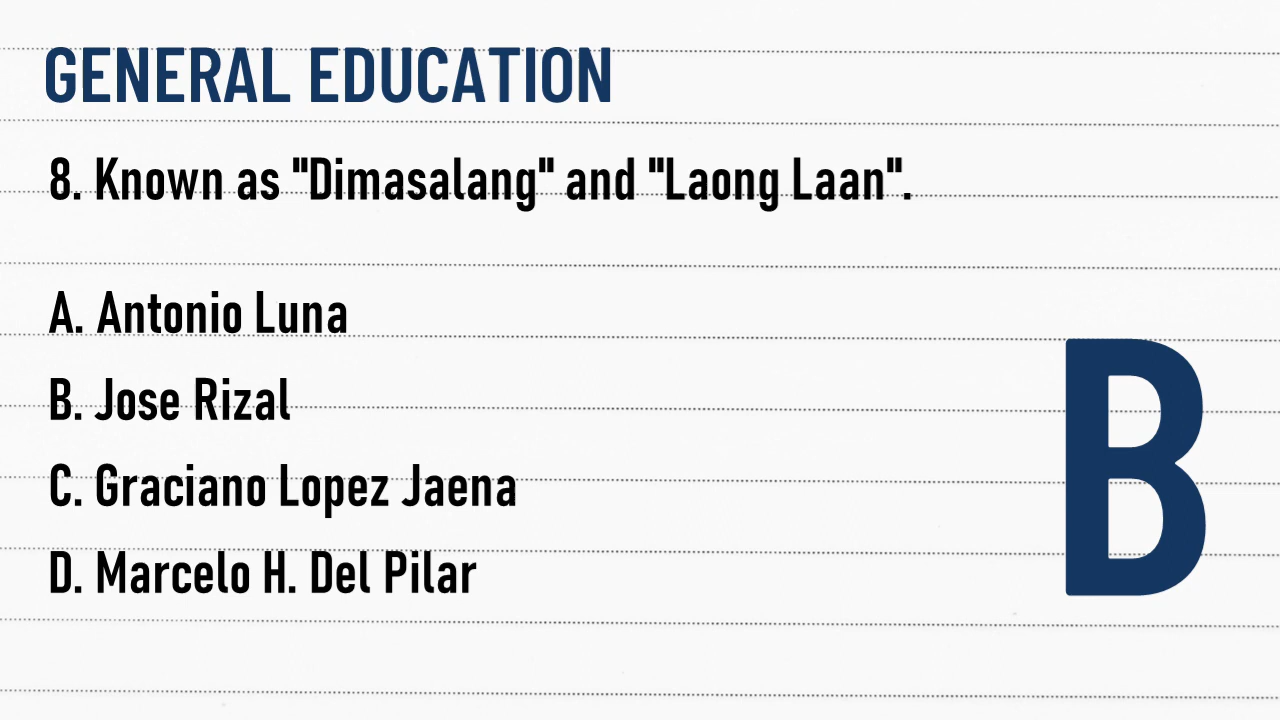 GENERAL EDUCATION
8. Known as "Dimasalang" and "Laong Laan".
A. Antonio Luna
B. Jose Rizal
C. Graciano Lopez Jaena
D. Marcelo H. Del Pilar
B